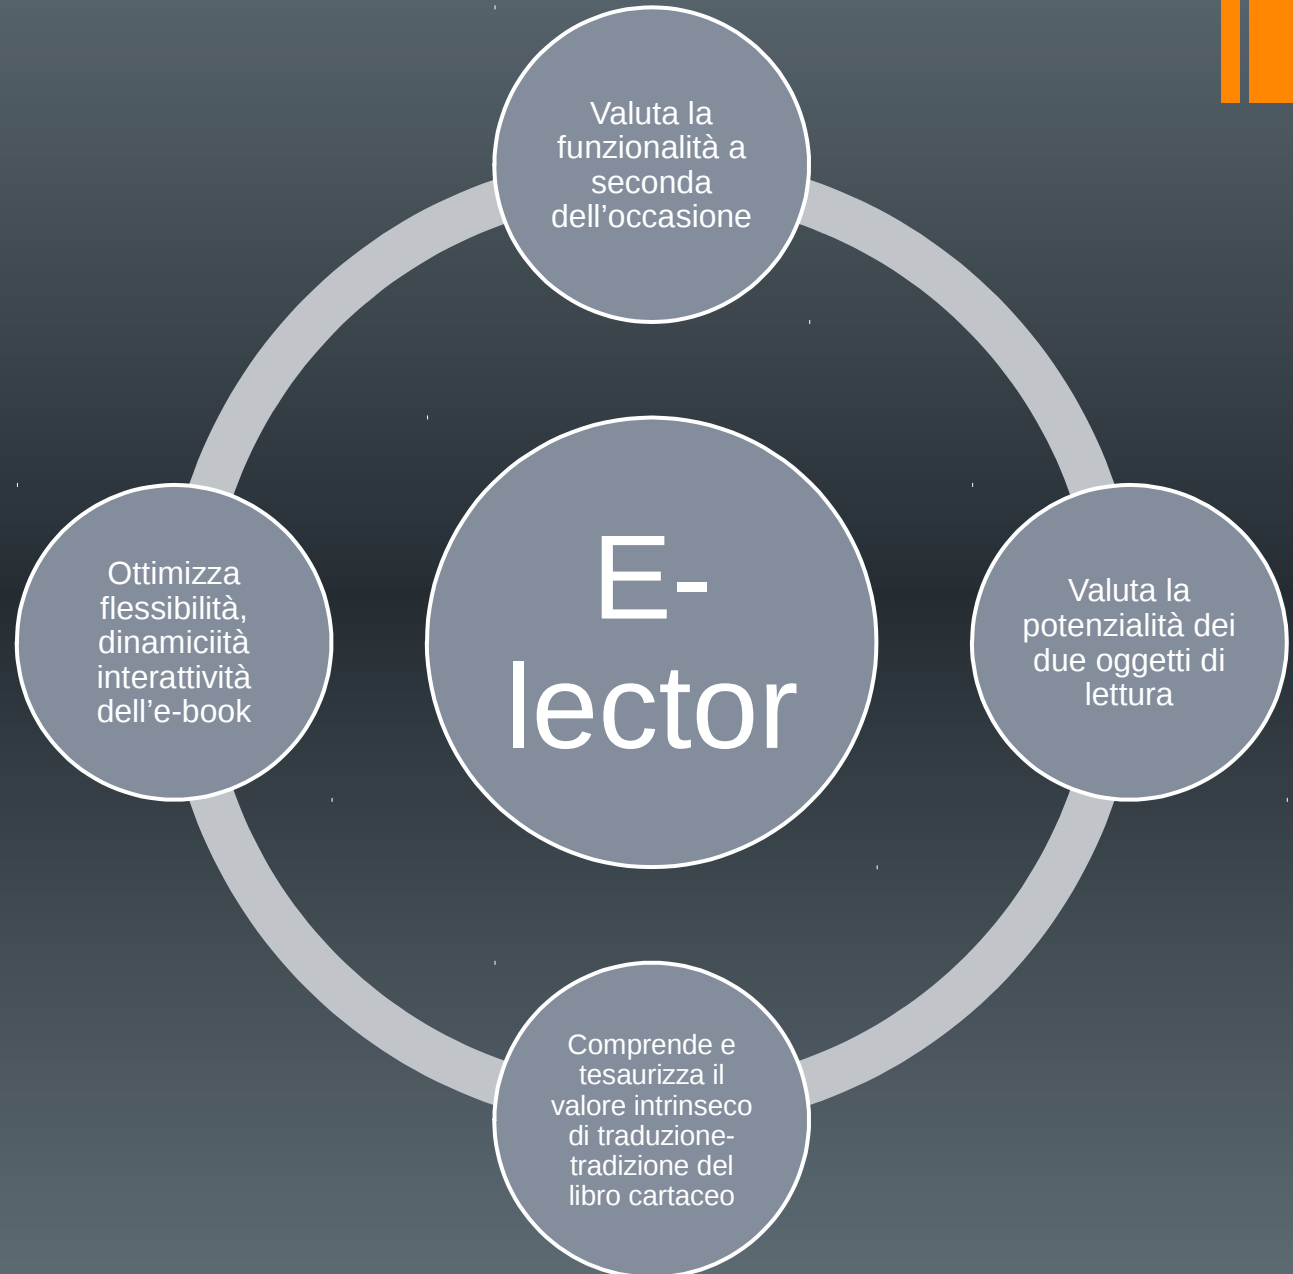 Valuta la
funzionalità a
seconda
dell’occasione
E-
lector
Ottimizza
flessibilità,
dinamiciità
interattività
dell’e-book
Valuta la
potenzialità dei
due oggetti di
lettura
Comprende e
tesaurizza il
valore intrinseco
di traduzione-
tradizione del
libro cartaceo